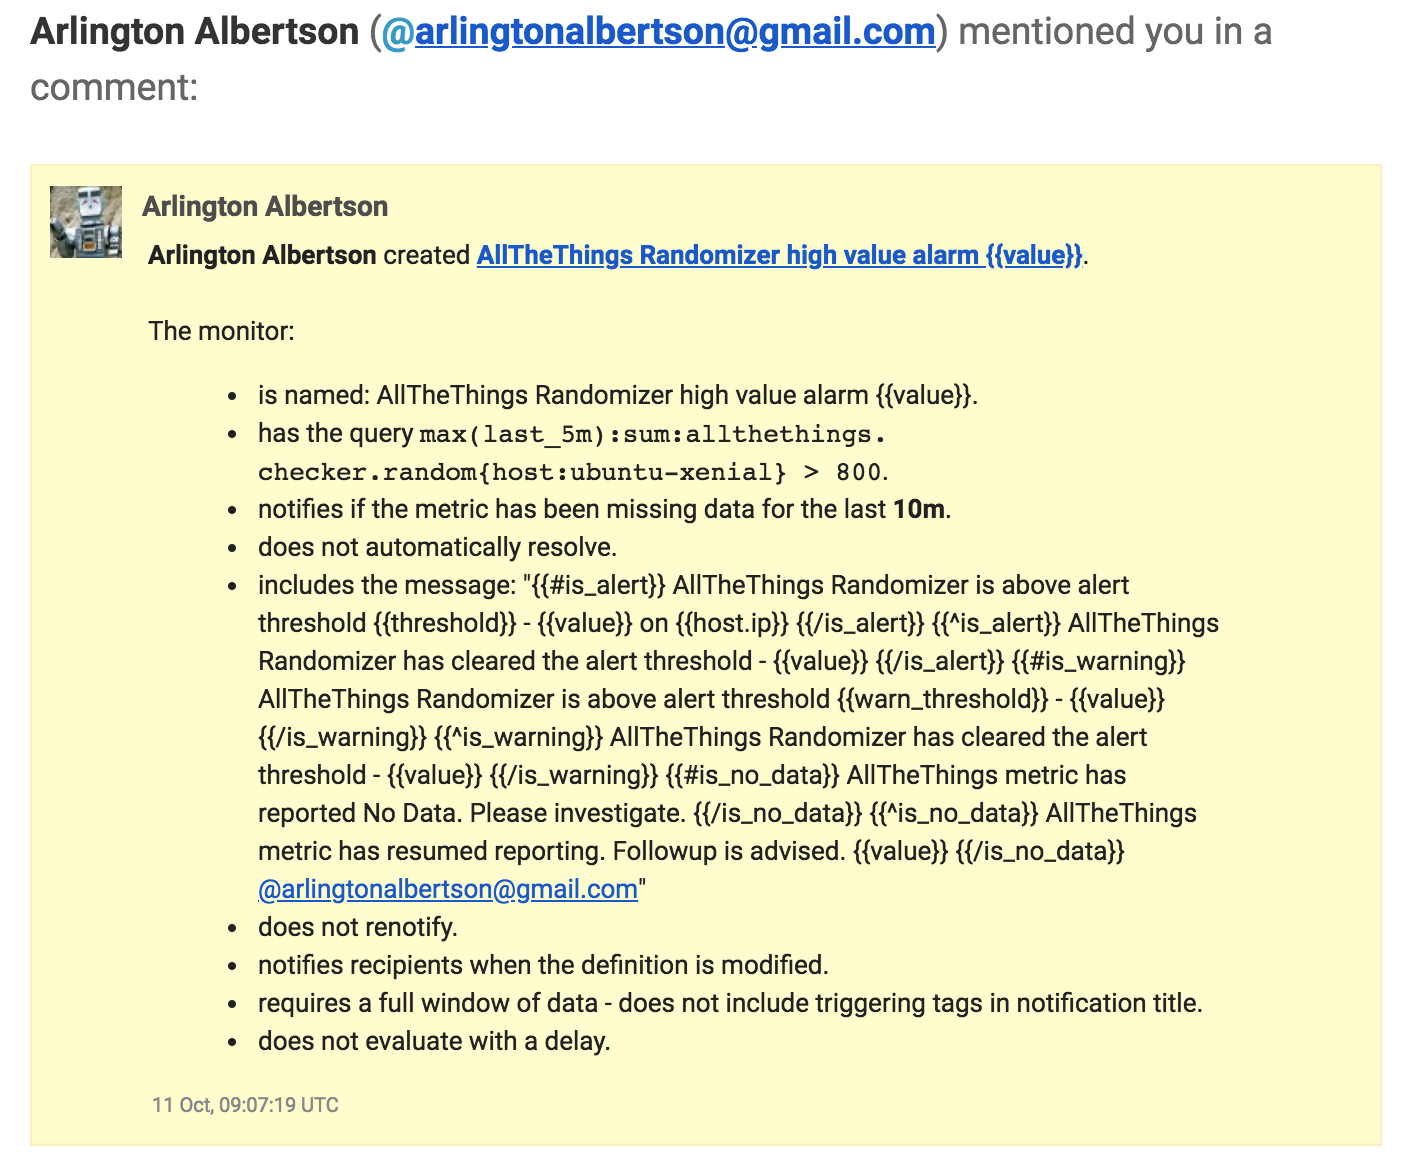 Arlington Albertson (@arlingtonalbertson@gmail.com) mentioned you in a
comment:
Arlington Albertson
Arlington Albertson created AllTheThings Randomizer high value alarm {{value}}.
The monitor:
• is named: AllTheThings Randomizer high value alarm {{value}}.
• has the query max(last_5m):sum:allthethings.
checker.random{host:ubuntu-xenial} > 800.
• notifies if the metric has been missing data for the last 10m.
• does not automatically resolve.
• includes the message: "{{#is_alert}} AllTheThings Randomizer is above alert
threshold {{threshold}} - {{value}} on {{host.ip}} {{/is_alert}} {{^is_alert}} AllTheThings
Randomizer has cleared the alert threshold - {{value}} {{/is_alert}} {{#is_warning}}
AllTheThings Randomizer is above alert threshold {{warn_threshold}} - {{value}}
{{/is_warning}} {{^is_warning}} AllTheThings Randomizer has cleared the alert
threshold - {{value}} {{/is_warning}} {{#is_no_data}} AllTheThings metric has
reported No Data. Please investigate. {{/is_no_data}} {{^is_no_data}} AllTheThings
metric has resumed reporting. Followup is advised. {{value}} {{/is_no_data}}
@arlingtonalbertson@gmail.com"
• does not renotify.
• notifies recipients when the definition is modified.
• requires a full window of data - does not include triggering tags in notification title.
• does not evaluate with a delay.
11 Oct, 09:07:19 UTC